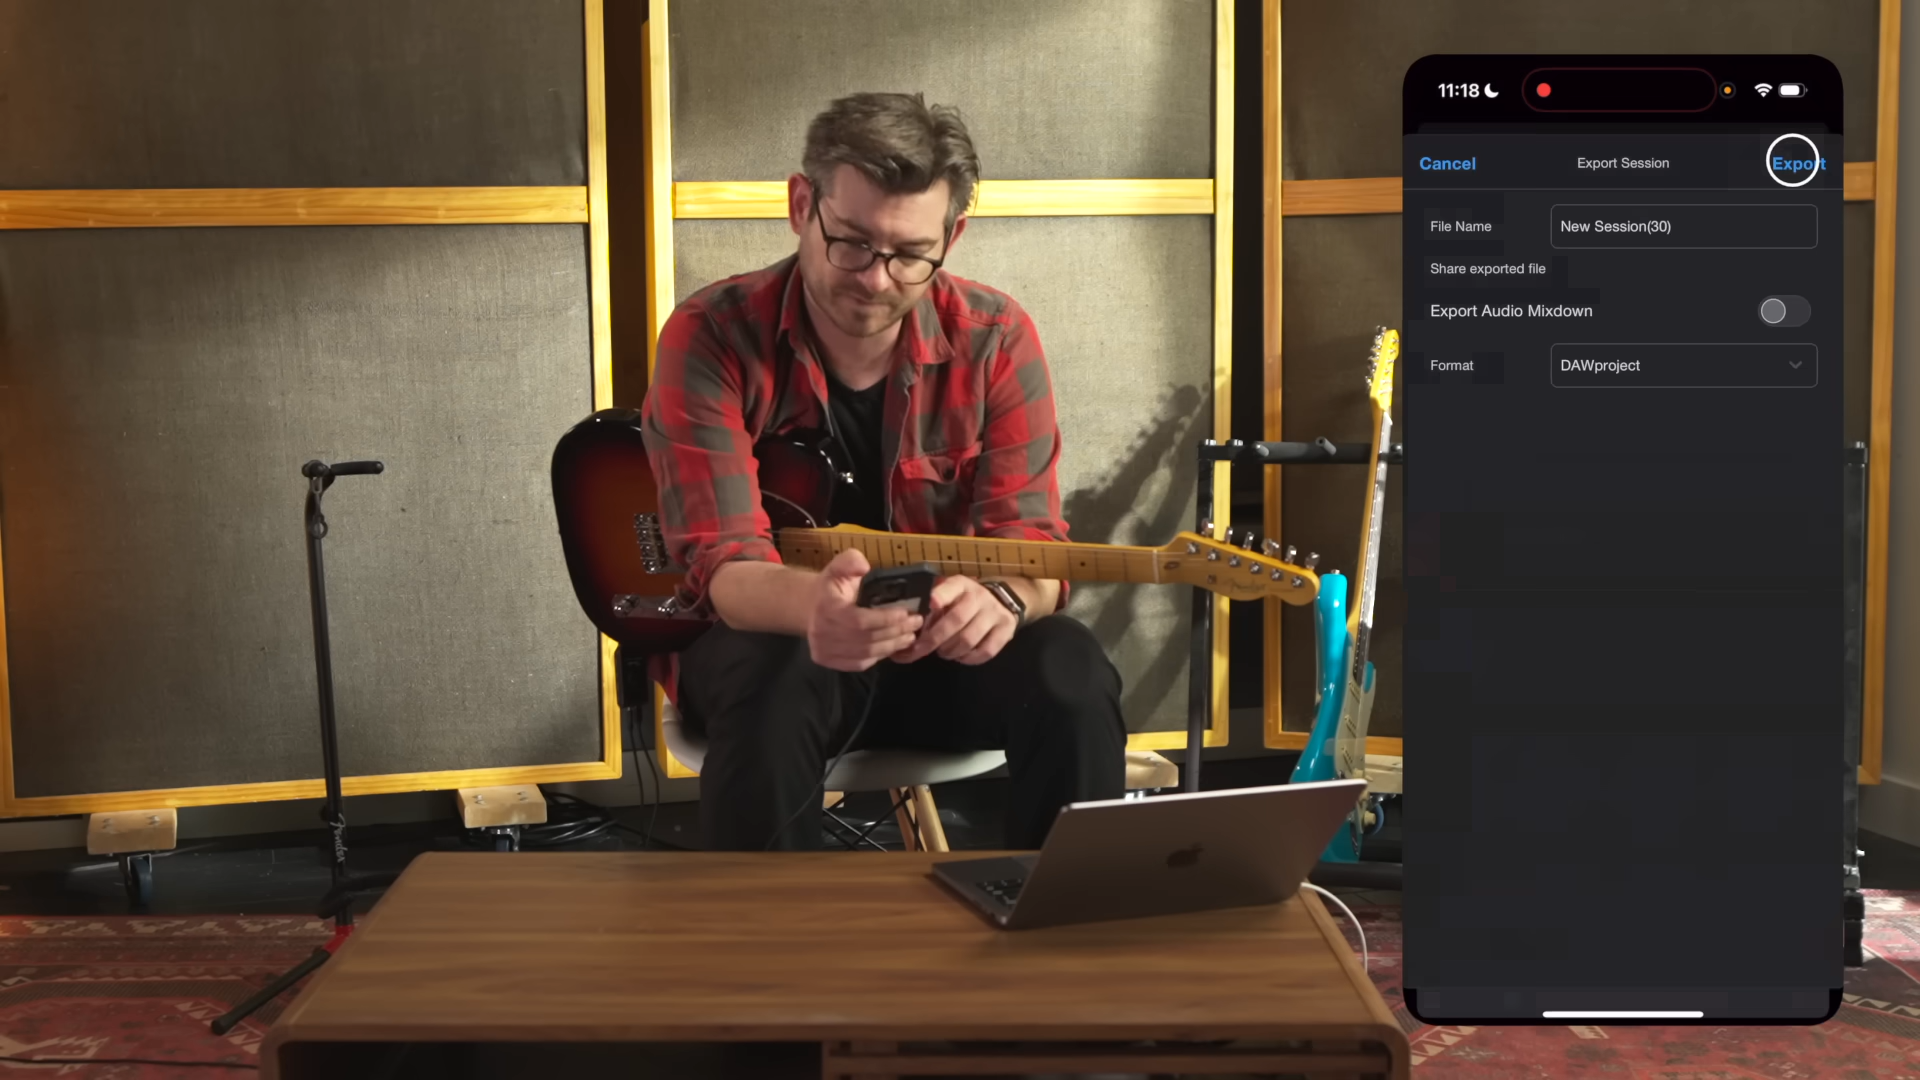 11:18
Cancel
Export Session
Export
File Name
New Session(30)
Share exported file
Export Audio Mixdown
Format
DAWproject
Fender